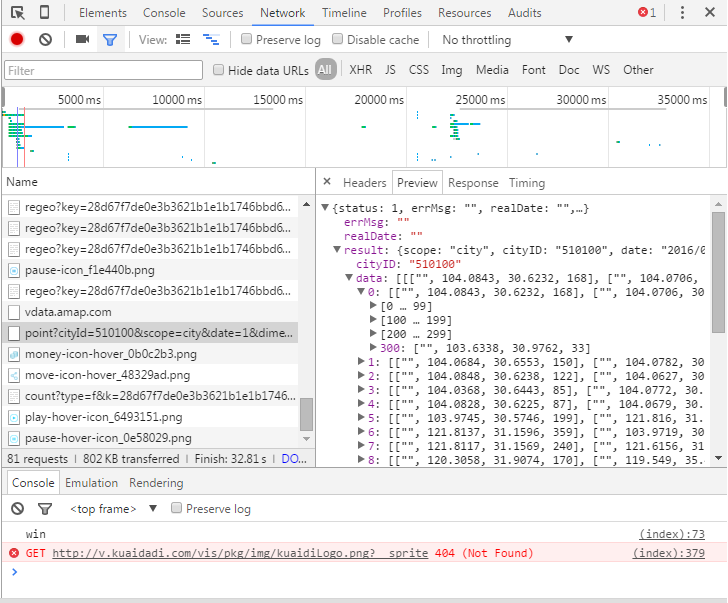 Elements Console Sources Network Timeline Profiles Resources Audits 1
View: Preserve log Disable cache No throttling
Filter Hide data URLs All XHR JS CSS Img Media Font Doc WS Other
5000 ms 10000 ms 15000 ms 20000 ms 25000 ms 30000 ms 35000 ms
Name
regeo?key=28d67f7de0e3b3621b1e1b1746bbd6...
regeo?key=28d67f7de0e3b3621b1e1b1746bbd6...
regeo?key=28d67f7de0e3b3621b1e1b1746bbd6...
pause-icon_f1e440b.png
regeo?key=28d67f7de0e3b3621b1e1b1746bbd6...
vdata.amap.com
point?cityId=510100&scope=city&date=1&dime...
money-icon-hover_0b0c2b3.png
move-icon-hover_48329ad.png
count?type=f&k=28d67f7de0e3b3621b1e1b1746...
play-hover-icon_6493151.png
pause-hover-icon_0e58029.png
81 requests | 802 KB transferred | Finish: 32.81 s | DO...
× Headers Preview Response Timing
{status: 1, errMsg: "", realDate: "",…}
errMsg: ""
realDate: ""
result: {scope: "city", cityID: "510100", date: "2016/0
cityID: "510100"
data: [[["", 104.0843, 30.6232, 168], ["", 104.0706,
0: [["", 104.0843, 30.6232, 168], ["", 104.0706, 30
[0 … 99]
[100 … 199]
[200 … 299]
300: ["", 103.6338, 30.9762, 33]
1: [["", 104.0684, 30.6553, 150], ["", 104.0782, 30
2: [["", 104.0848, 30.6238, 122], ["", 104.0627, 30
3: [["", 104.0368, 30.6443, 85], ["", 104.0772, 30.
4: [["", 104.0828, 30.6225, 87], ["", 104.0679, 30.
5: [["", 103.9745, 30.5746, 199], ["", 121.816, 31.
6: [["", 121.8137, 31.1596, 359], ["", 103.9719, 30
7: [["", 121.8117, 31.1569, 240], ["", 121.6156, 31
8: [["", 120.3058, 31.9074, 170], ["", 119.549, 35.
Console Emulation Rendering
<top frame> Preserve log
win (index):73
GET http://v.kuaidadi.com/vis/pkg/img/kuaidiLogo.png?__sprite 404 (Not Found) (index):379